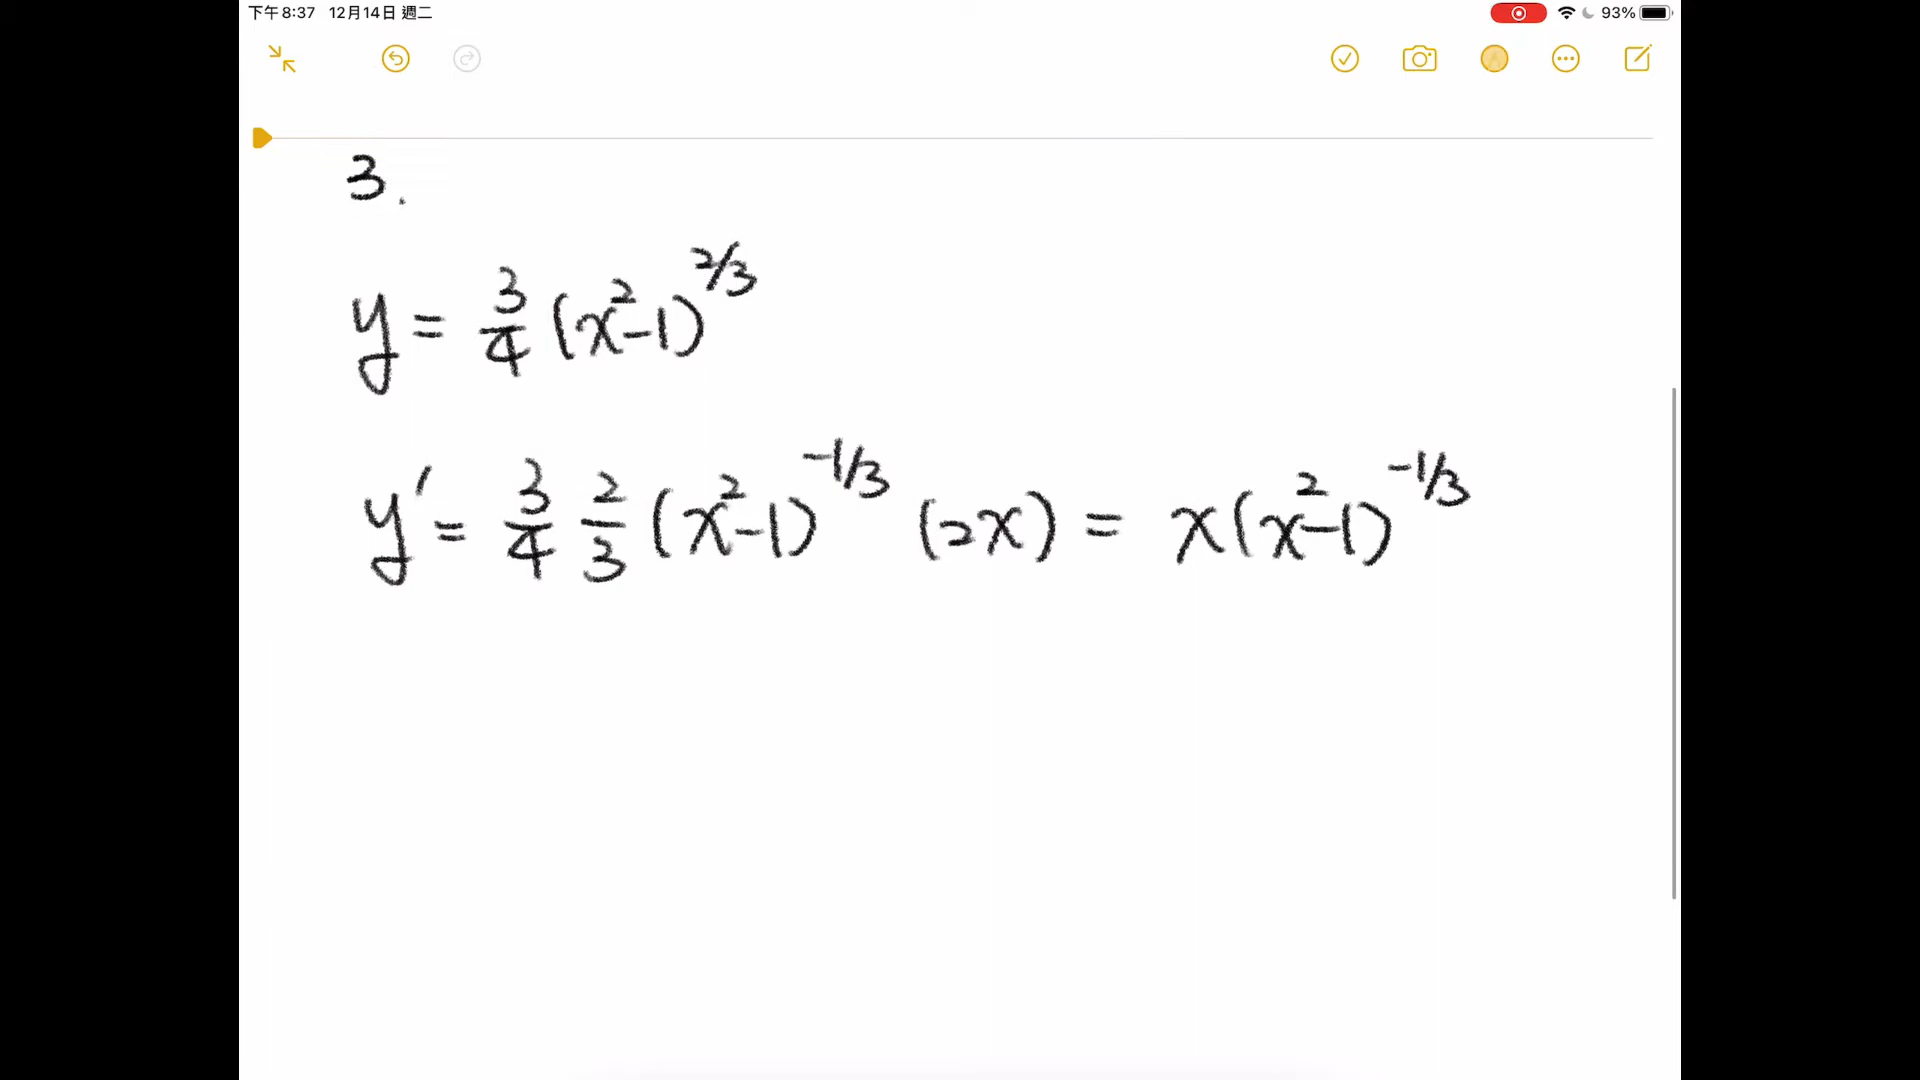 下午8:37 12月14日 週二 93%
3.
y = 3/4 (x²-1)^2/3
y' = 3/4 2/3 (x²-1)^-1/3 (2x) = x(x²-1)^-1/3